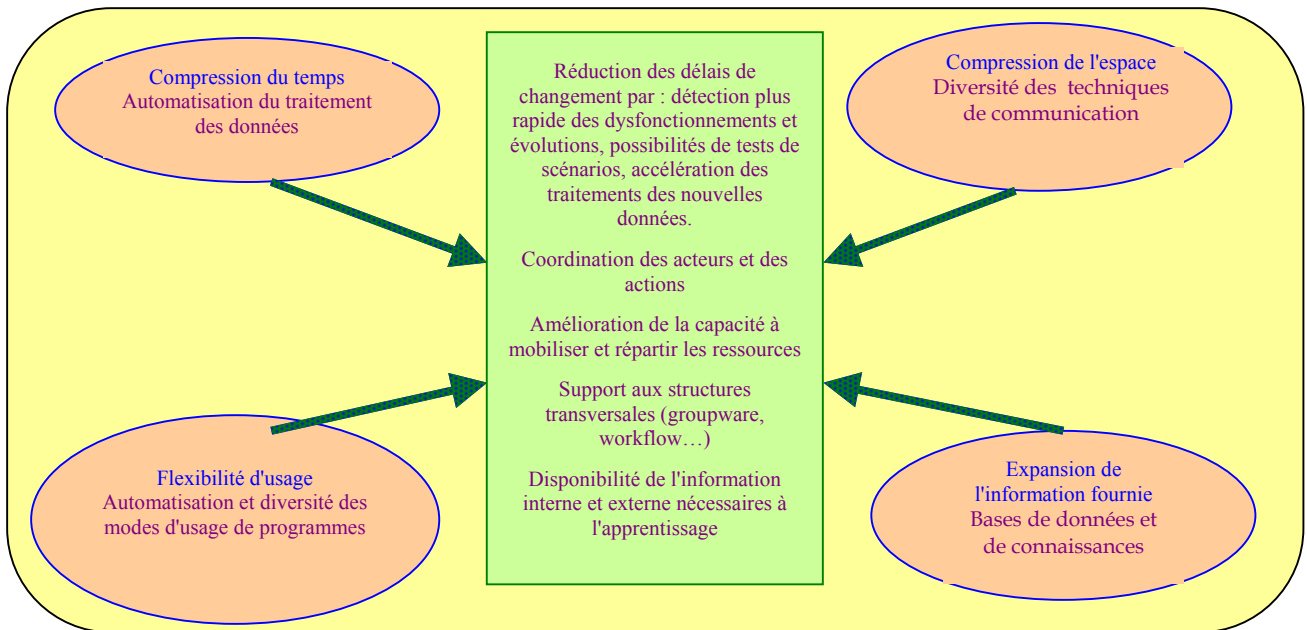 Compression du temps
Automatisation du traitement
des données
Réduction des délais de
changement par : détection plus
rapide des dysfonctionnements et
évolutions, possibilités de tests de
scénarios, accélération des
traitements des nouvelles
données.
Coordination des acteurs et des
actions
Amélioration de la capacité à
mobiliser et répartir les ressources
Support aux structures
transversales (groupware,
workflow…)
Disponibilité de l'information
interne et externe nécessaires à
l'apprentissage
Compression de l'espace
Diversité des techniques
de communication
Flexibilité d'usage
Automatisation et diversité des
modes d'usage de programmes
Expansion de
l'information fournie
Bases de données et
de connaissances